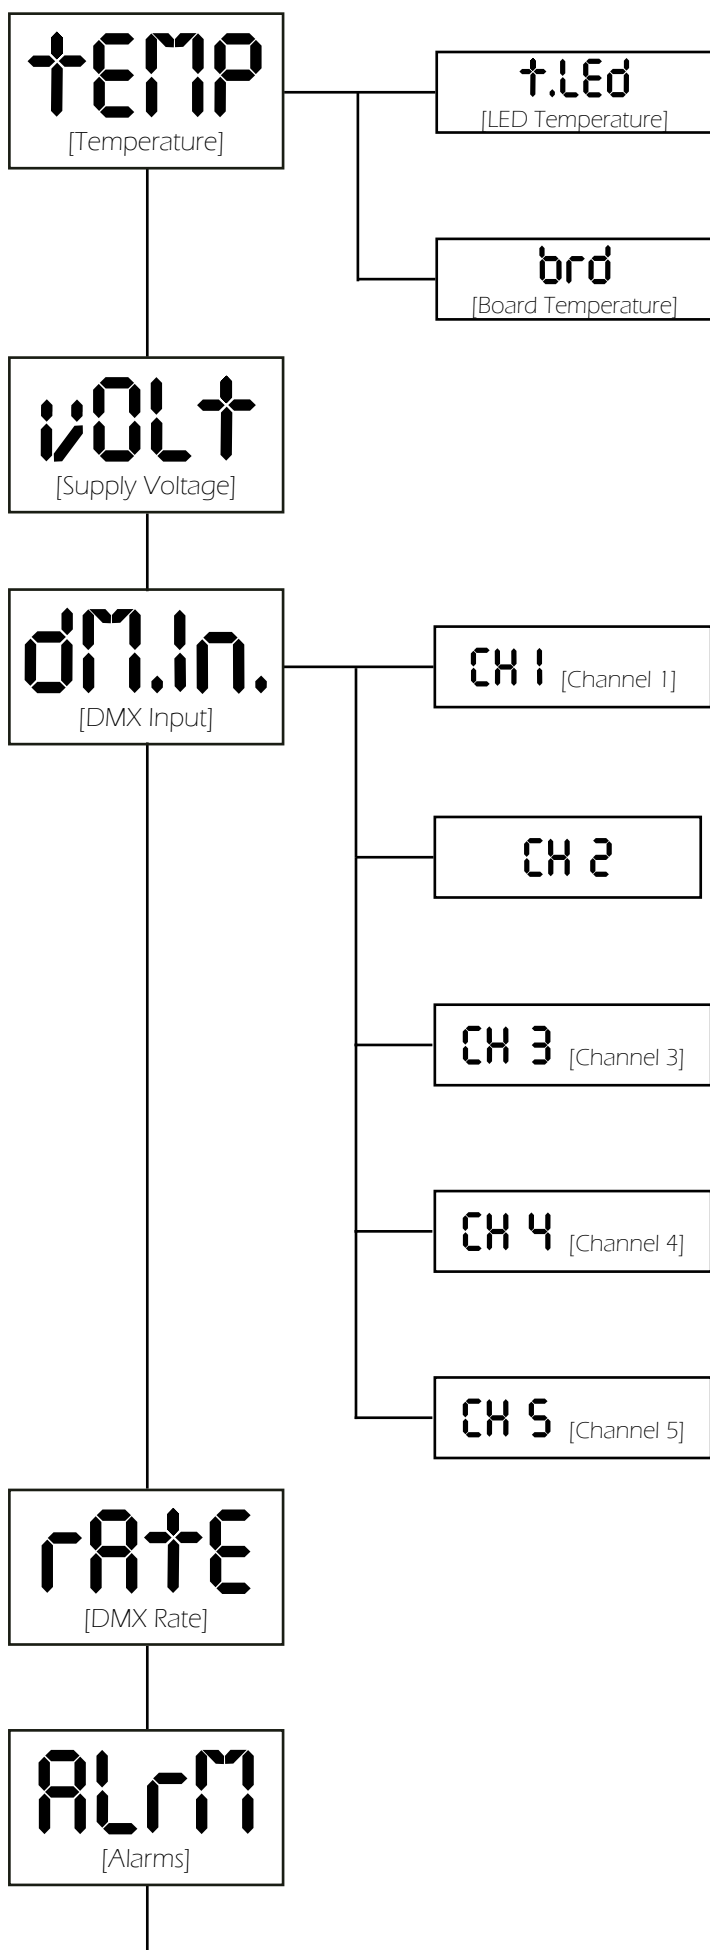 tEMP
[Temperature]
t.LEd
[LED Temperature]
brd
[Board Temperature]
vOLt
[Supply Voltage]
dM.In.
[DMX Input]
CH 1 [Channel 1]
CH 2
CH 3 [Channel 3]
CH 4 [Channel 4]
CH 5 [Channel 5]
rAtE
[DMX Rate]
ALrM
[Alarms]